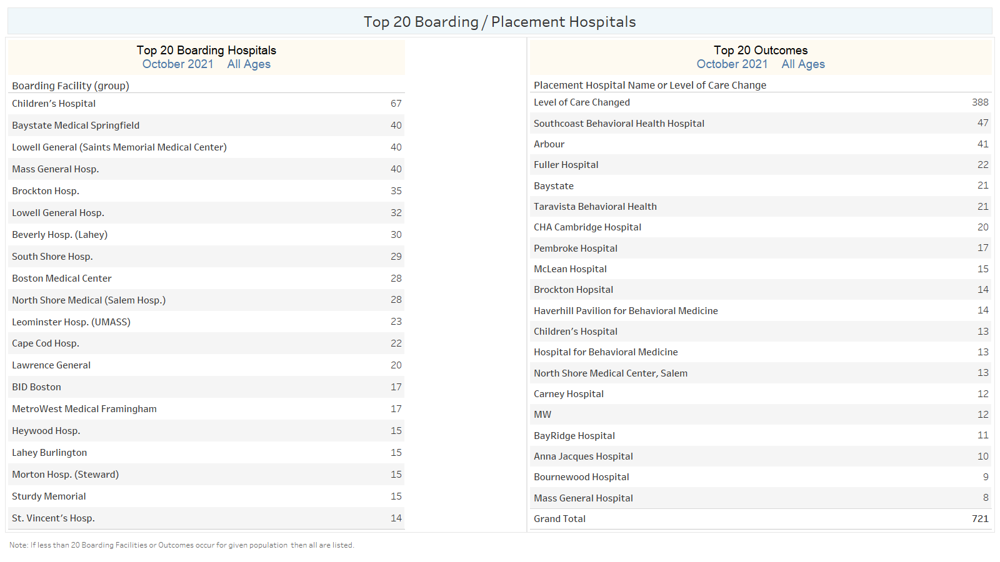 Top 20 Boarding / Placement Hospitals
Top 20 Boarding Hospitals
October 2021 All Ages
Boarding Facility (group)
Children's Hospital 67
Baystate Medical Springfield 40
Lowell General (Saints Memorial Medical Center) 40
Mass General Hosp. 40
Brockton Hosp. 35
Lowell General Hosp. 32
Beverly Hosp. (Lahey) 30
South Shore Hosp. 29
Boston Medical Center 28
North Shore Medical (Salem Hosp.) 28
Leominster Hosp. (UMASS) 23
Cape Cod Hosp. 22
Lawrence General 20
BID Boston 17
MetroWest Medical Framingham 17
Heywood Hosp. 15
Lahey Burlington 15
Morton Hosp. (Steward) 15
Sturdy Memorial 15
St. Vincent's Hosp. 14
Top 20 Outcomes
October 2021 All Ages
Placement Hospital Name or Level of Care Change
Level of Care Changed 388
Southcoast Behavioral Health Hospital 47
Arbour 41
Fuller Hospital 22
Baystate 21
Taravista Behavioral Health 21
CHA Cambridge Hospital 20
Pembroke Hospital 17
McLean Hospital 15
Brockton Hopsital 14
Haverhill Pavilion for Behavioral Medicine 14
Children's Hospital 13
Hospital for Behavioral Medicine 13
North Shore Medical Center, Salem 13
Carney Hospital 12
MW 12
BayRidge Hospital 11
Anna Jacques Hospital 10
Bournewood Hospital 9
Mass General Hospital 8
Grand Total 721
Note: If less than 20 Boarding Facilities or Outcomes occur for given population then all are listed.